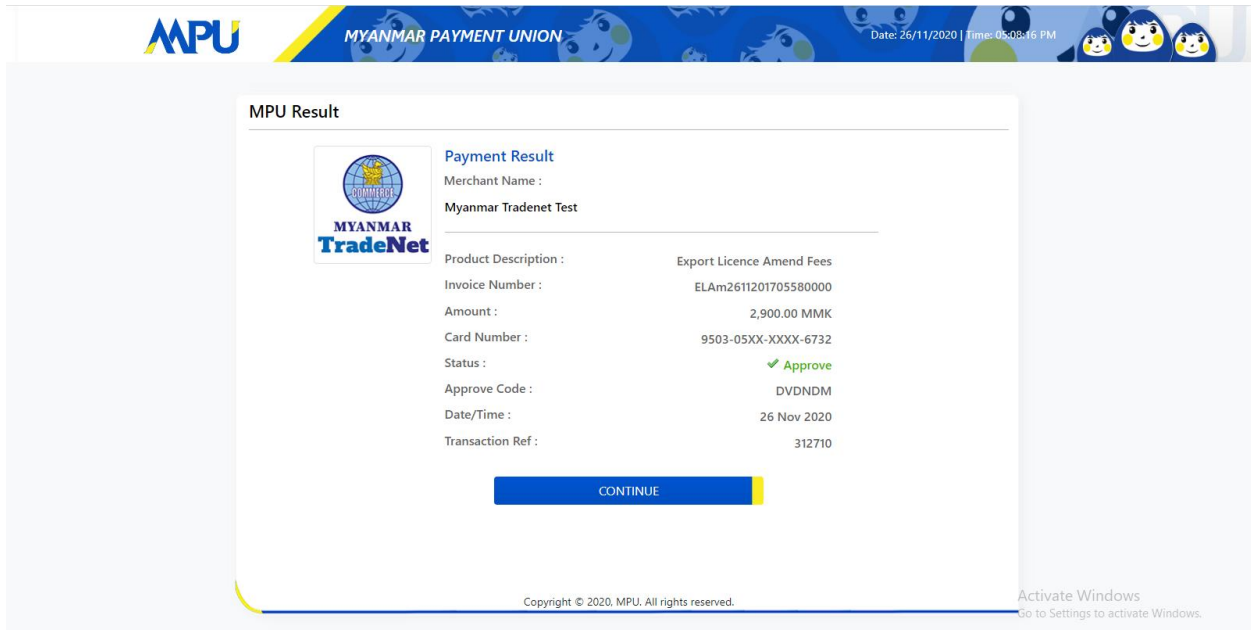 MPU
MYANMAR PAYMENT UNION
Date: 26/11/2020 | Time: 05:08:16 PM
MPU Result
COMMERCE
MYANMAR
TradeNet
Payment Result
Merchant Name :
Myanmar Tradenet Test
Product Description : Export Licence Amend Fees
Invoice Number : ELAm2611201705580000
Amount : 2,900.00 MMK
Card Number : 9503-05XX-XXXX-6732
Status : Approve
Approve Code : DVDNDM
Date/Time : 26 Nov 2020
Transaction Ref : 312710
CONTINUE
Copyright © 2020, MPU. All rights reserved.
Activate Windows
Go to Settings to activate Windows.